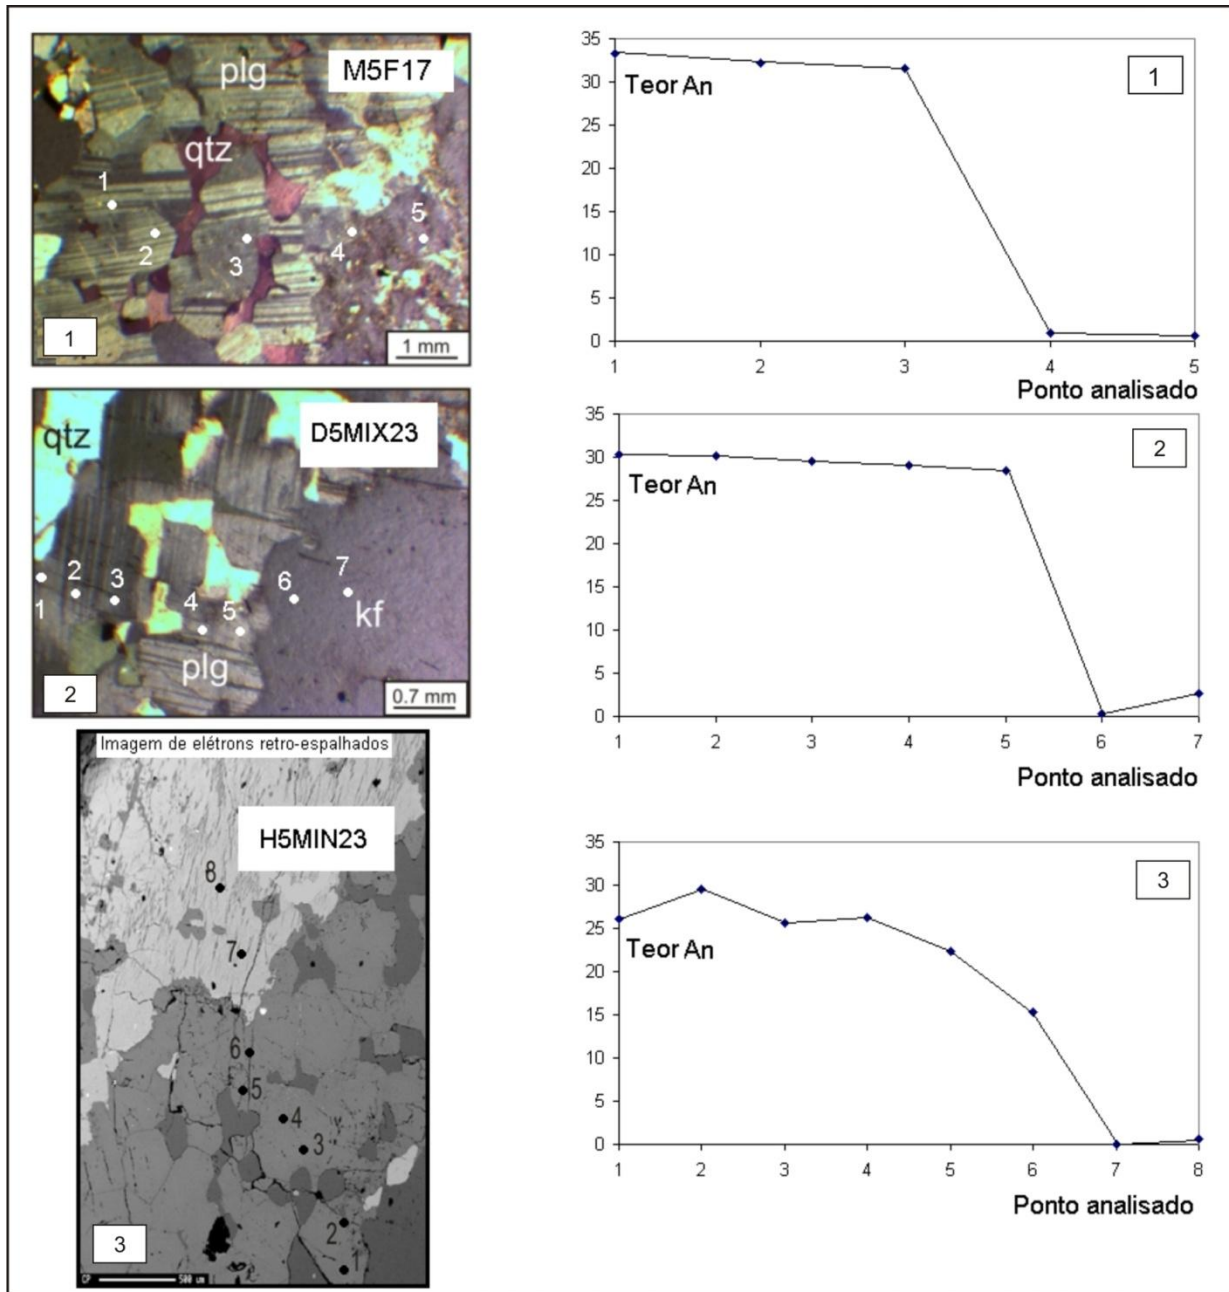 plg
M5F17
qtz
1
2
3
4
5
1
1 mm
35
30
25
20
15
10
5
0
Teor An
1
1 2 3 4 5
Ponto analisado
qtz
D5MIX23
1
2
3
4
5
6
7
kf
plg
2
0.7 mm
35
30
25
20
15
10
5
0
Teor An
2
1 2 3 4 5 6 7
Ponto analisado
Imagem de elétrons retro-espalhados
H5MIN23
8
7
6
5
4
3
2
1
3
CP 500 um
35
30
25
20
15
10
5
0
Teor An
3
1 2 3 4 5 6 7 8
Ponto analisado